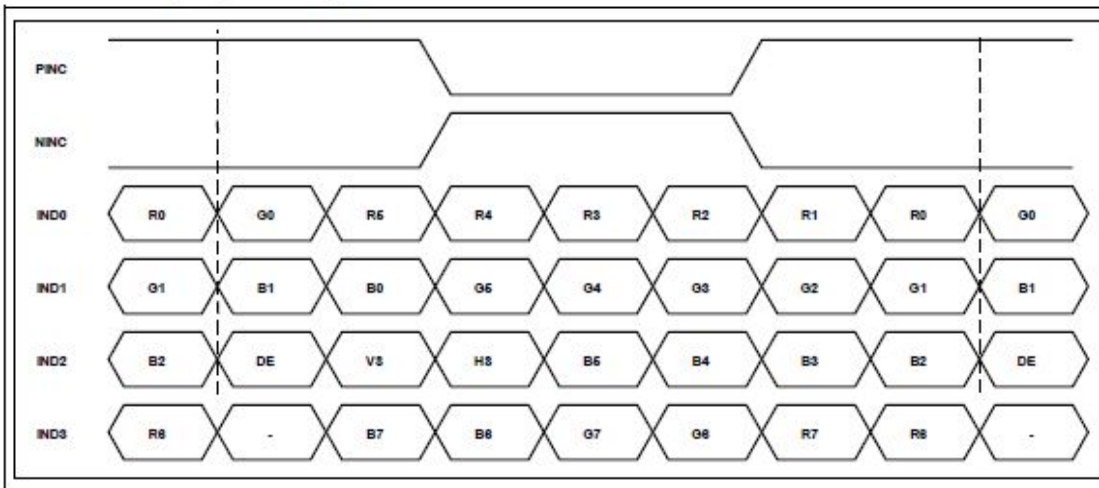 PINC
NINC
IND0 R0 G0 R5 R4 R3 R2 R1 R0 G0
IND1 G1 B1 B0 G5 G4 G3 G2 G1 B1
IND2 B2 DE VS HS B5 B4 B3 B2 DE
IND3 R6 - B7 B6 G7 G6 R7 R6 -